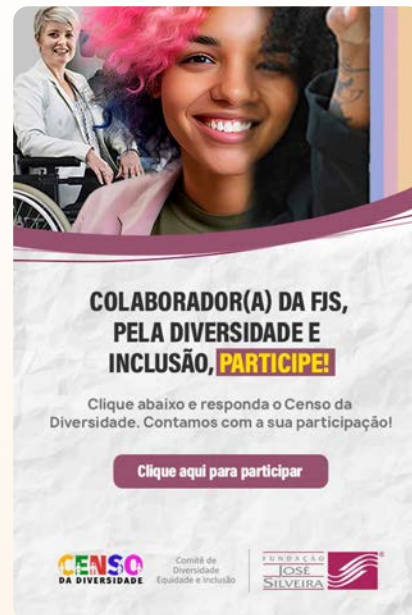 COLABORADOR(A) DA FJS,
PELA DIVERSIDADE E
INCLUSÃO, PARTICIPE!
Clique abaixo e responda o Censo da
Diversidade. Contamos com a sua participação!
Clique aqui para participar
CENSO
DA DIVERSIDADE
Comitê de
Diversidade
Equidade e Inclusão
FUNDAÇÃO
JOSÉ
SILVEIRA
®